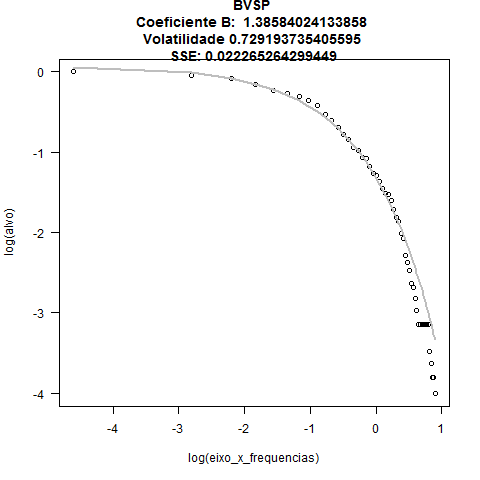 BVSP
Coeficiente B: 1.38584024133858
Volatilidade 0.729193735405595
SSE: 0.022265264299449
log(alvo)
0
-1
-2
-3
-4
-4
-3
-2
-1
0
1
log(eixo_x_frequencias)